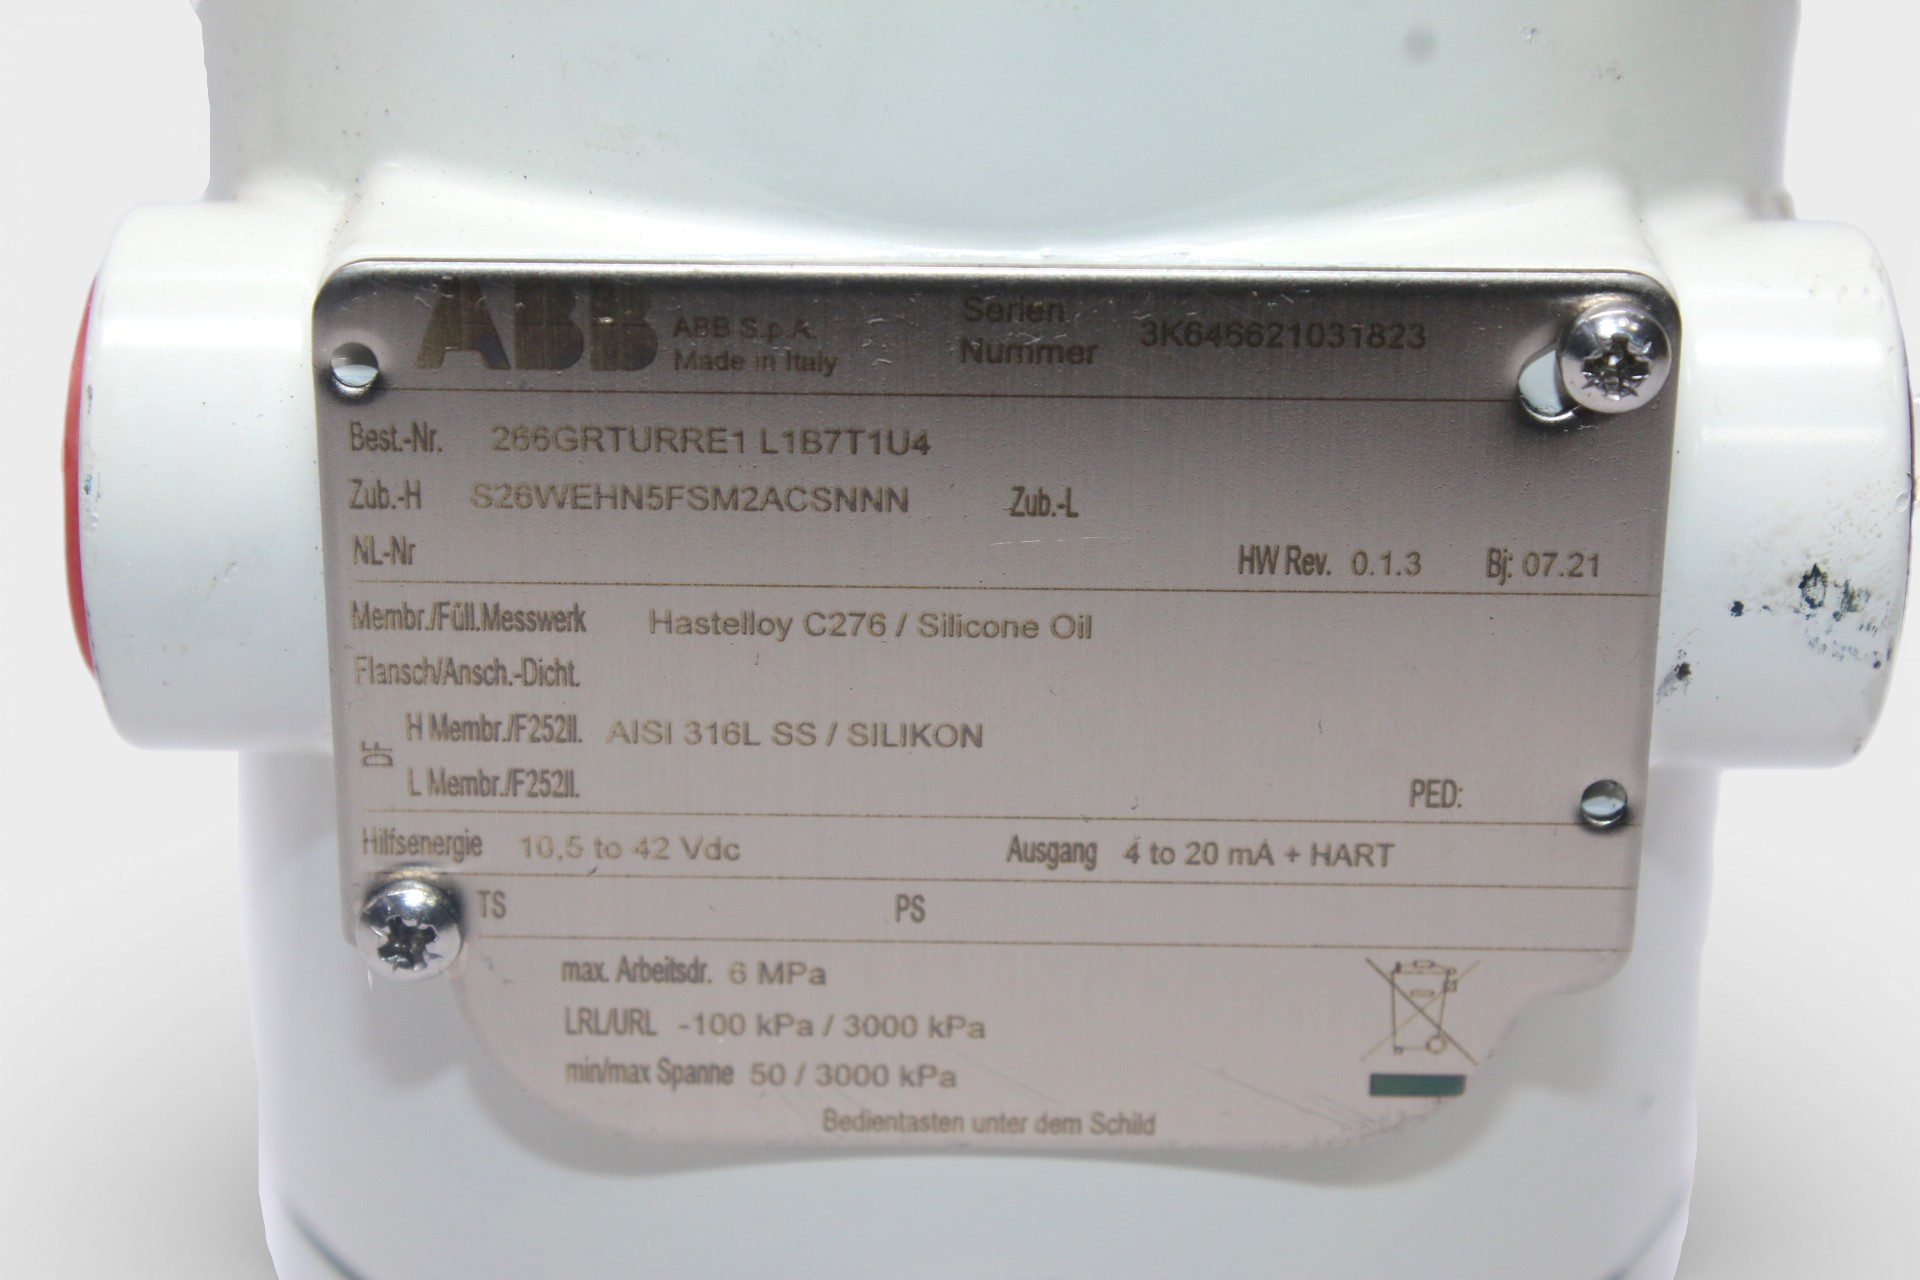 ABB ABB S.p.A. Made in Italy
Serien Nummer 3K646621031823
Best.-Nr. 266GRTURRE1 L1B7T1U4
Zub.-H S26WEHN5FSM2ACSNNN Zub.-L
NL-Nr HW Rev. 0.1.3 Bj: 07.21
Membr./Füll.Messwerk Hastelloy C276 / Silicone Oil
Flansch/Ansch.-Dicht.
DF
H Membr./F252ll. AISI 316L SS / SILIKON
L Membr./F252ll. PED:
Hilfsenergie 10,5 to 42 Vdc Ausgang 4 to 20 mA + HART
TS PS
max. Arbeitsdr. 6 MPa
LRL/URL -100 kPa / 3000 kPa
min/max Spanne 50 / 3000 kPa
Bedientasten unter dem Schild